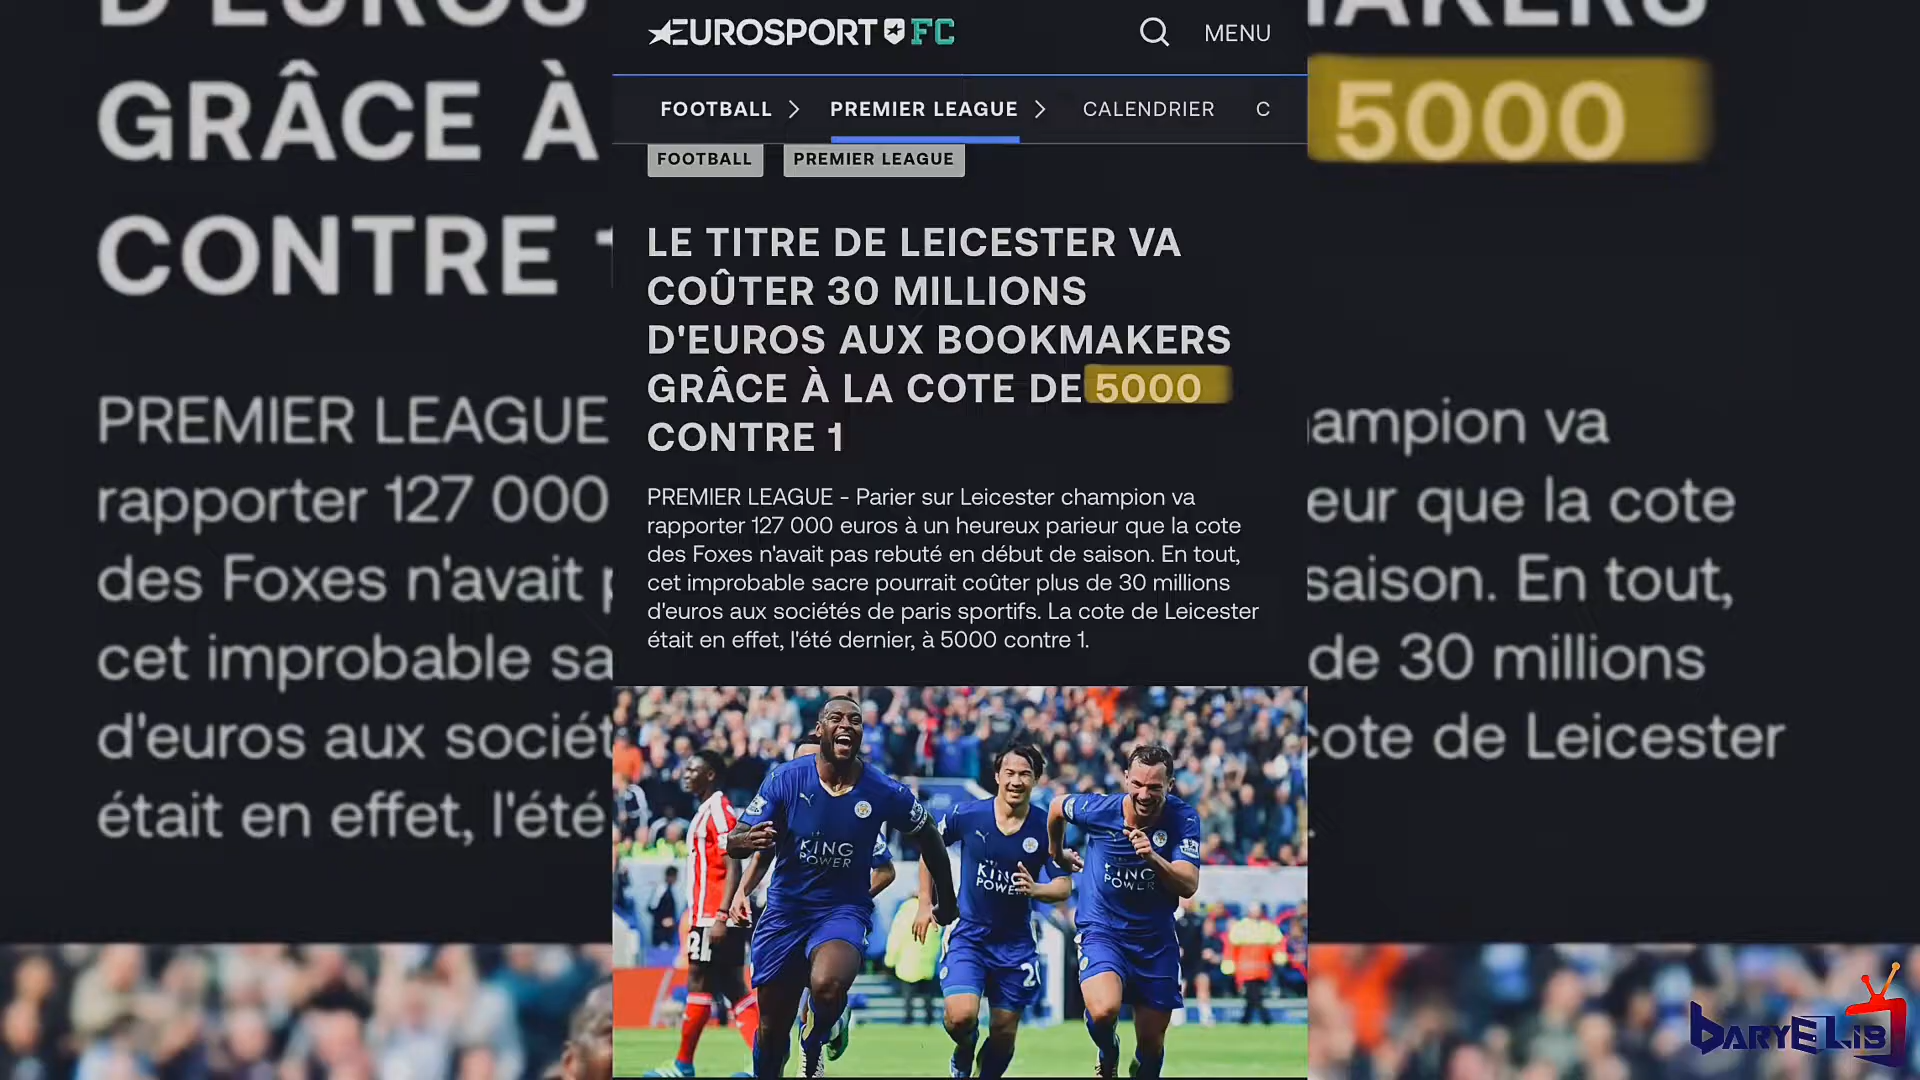 D'EUROS
MAKERS
GRÂCE À
5000
CONTRE 1
PREMIER LEAGUE
ampion va
rapporter 127 000
eur que la cote
des Foxes n'avait
saison. En tout,
cet improbable sa
de 30 millions
d'euros aux sociét
cote de Leicester
était en effet, l'été
EUROSPORT FC
MENU
FOOTBALL > PREMIER LEAGUE > CALENDRIER C
FOOTBALL PREMIER LEAGUE
LE TITRE DE LEICESTER VA
COÛTER 30 MILLIONS
D'EUROS AUX BOOKMAKERS
GRÂCE À LA COTE DE 5000
CONTRE 1
PREMIER LEAGUE - Parier sur Leicester champion va
rapporter 127 000 euros à un heureux parieur que la cote
des Foxes n'avait pas rebuté en début de saison. En tout,
cet improbable sacre pourrait coûter plus de 30 millions
d'euros aux sociétés de paris sportifs. La cote de Leicester
était en effet, l'été dernier, à 5000 contre 1.
KING
POWER
KING
POWER
KING
POWER
20
BARYELIB